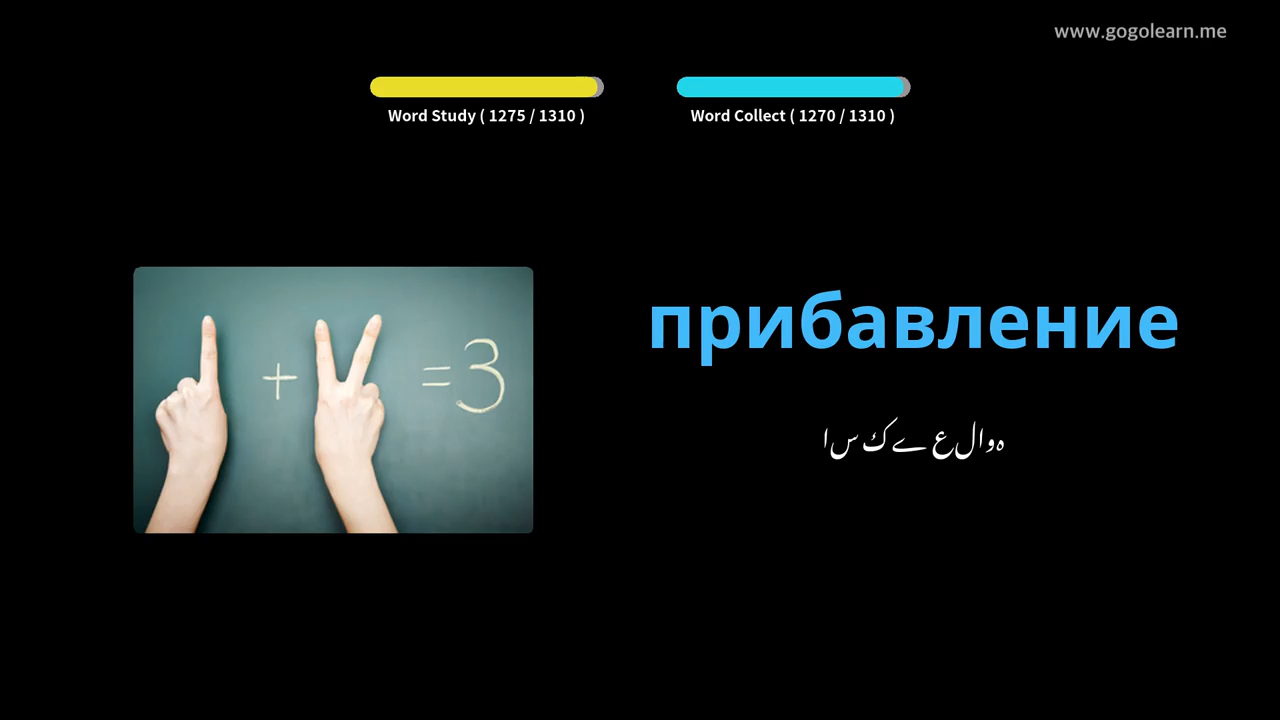 www.gogolearn.me
Word Study ( 1275 / 1310 )
Word Collect ( 1270 / 1310 )
+ =3
прибавление
اس کے علاوہ